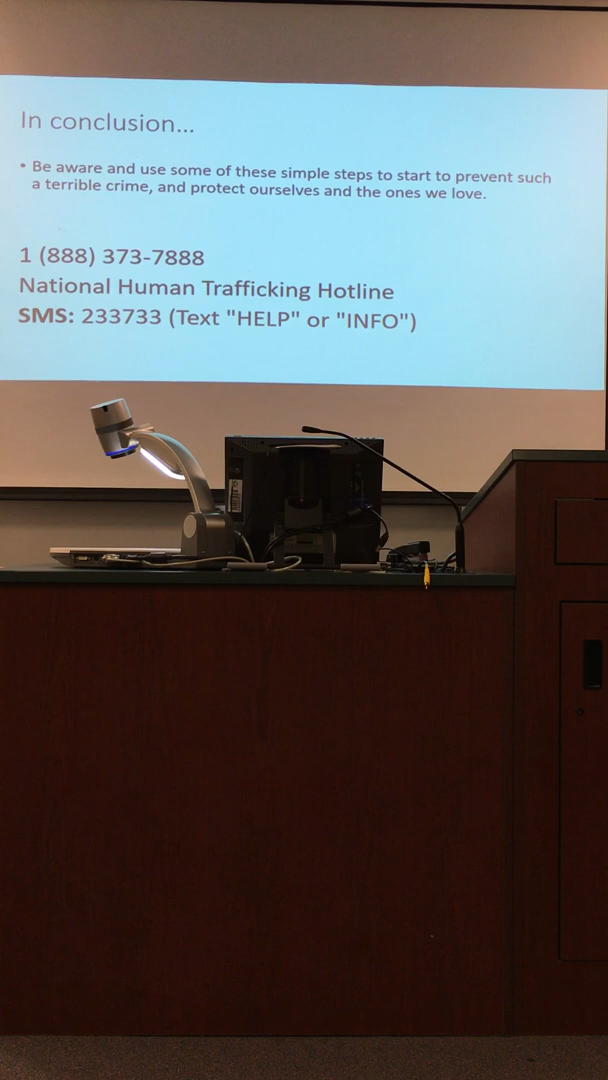 In conclusion...
• Be aware and use some of these simple steps to start to prevent such
a terrible crime, and protect ourselves and the ones we love.
1 (888) 373-7888
National Human Trafficking Hotline
SMS: 233733 (Text "HELP" or "INFO")